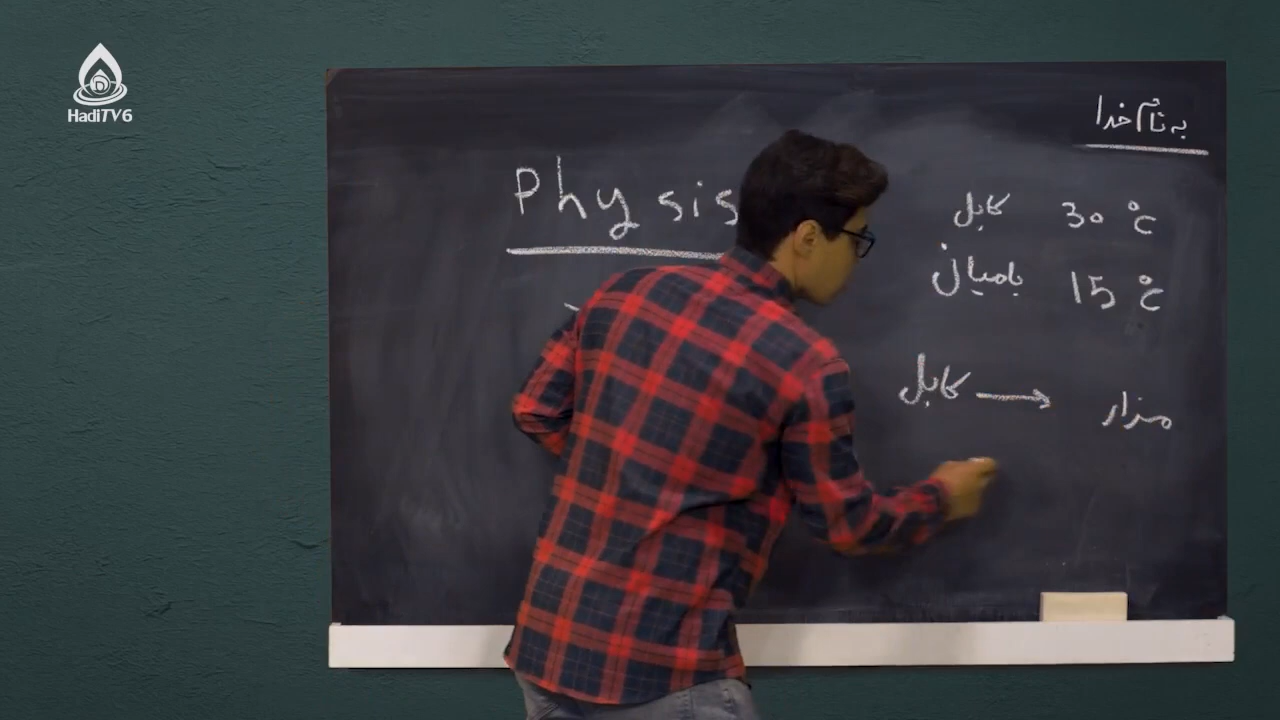 HadiTV6
به نام خدا
Physis
کابل 30 °C
بامیان 15 °C
کابل → مزار